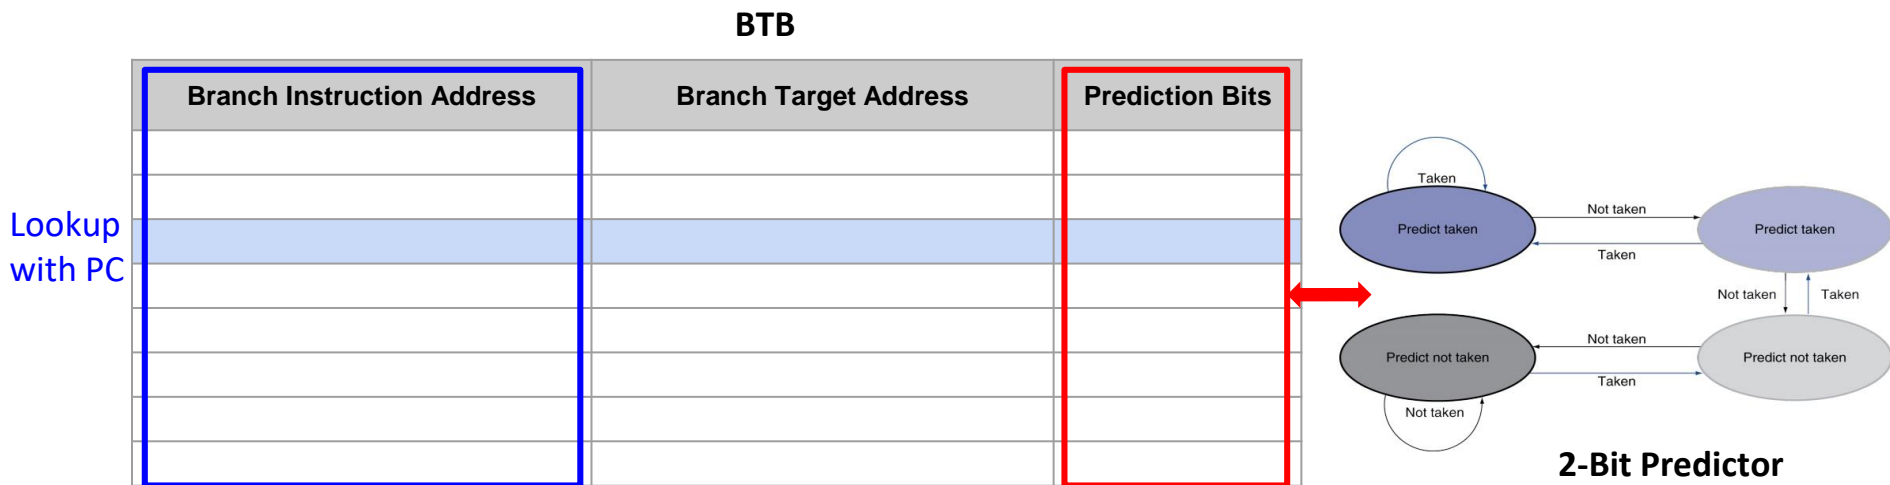 BTB
Branch Instruction Address
Branch Target Address
Prediction Bits
Lookup
with PC
Taken
Predict taken
Not taken
Taken
Predict taken
Not taken
Taken
Predict not taken
Not taken
Taken
Predict not taken
Not taken
2-Bit Predictor